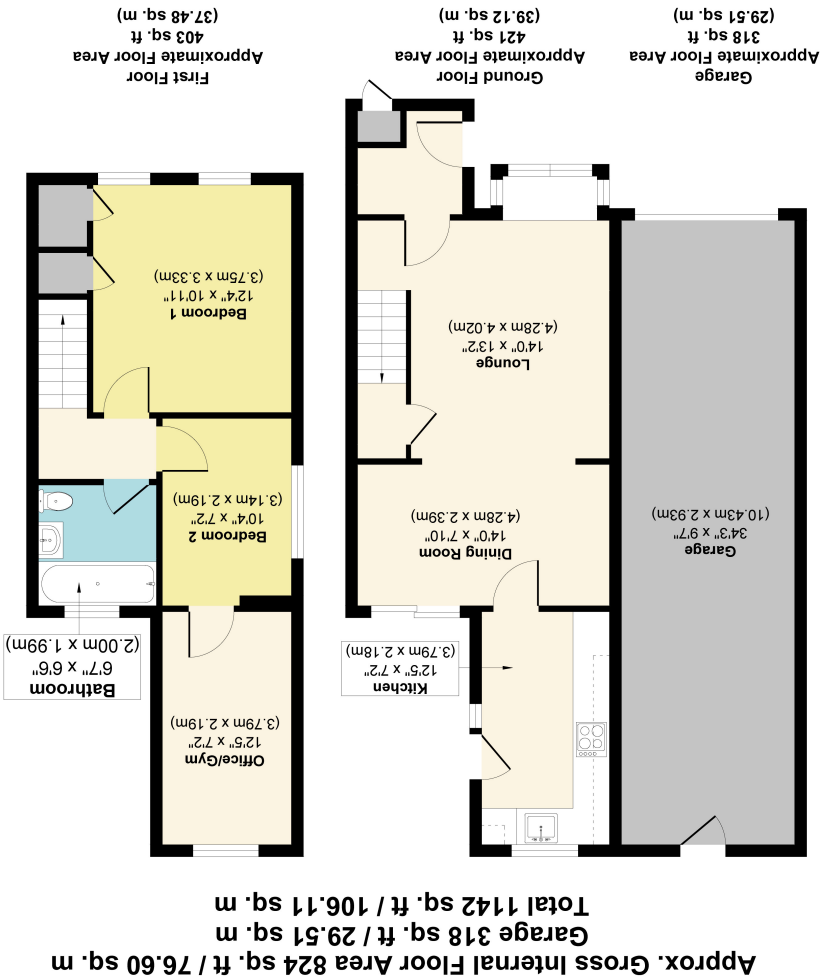 Approx. Gross Internal Floor Area 824 sq. ft / 76.60 sq. m
Garage 318 sq. ft / 29.51 sq. m
Total 1142 sq. ft / 106.11 sq. m
Garage
34'3" x 9'7"
(10.43m x 2.93m)
Kitchen
12'5" x 7'2"
(3.79m x 2.18m)
Dining Room
14'0" x 7'10"
(4.28m x 2.39m)
Lounge
14'0" x 13'2"
(4.28m x 4.02m)
Office/Gym
12'5" x 7'2"
(3.79m x 2.19m)
Bathroom
6'7" x 6'6"
(2.00m x 1.99m)
Bedroom 2
10'4" x 7'2"
(3.14m x 2.19m)
Bedroom 1
12'4" x 10'11"
(3.75m x 3.33m)
Garage
Approximate Floor Area
318 sq. ft
(29.51 sq. m)
Ground Floor
Approximate Floor Area
421 sq. ft
(39.12 sq. m)
First Floor
Approximate Floor Area
403 sq. ft
(37.48 sq. m)